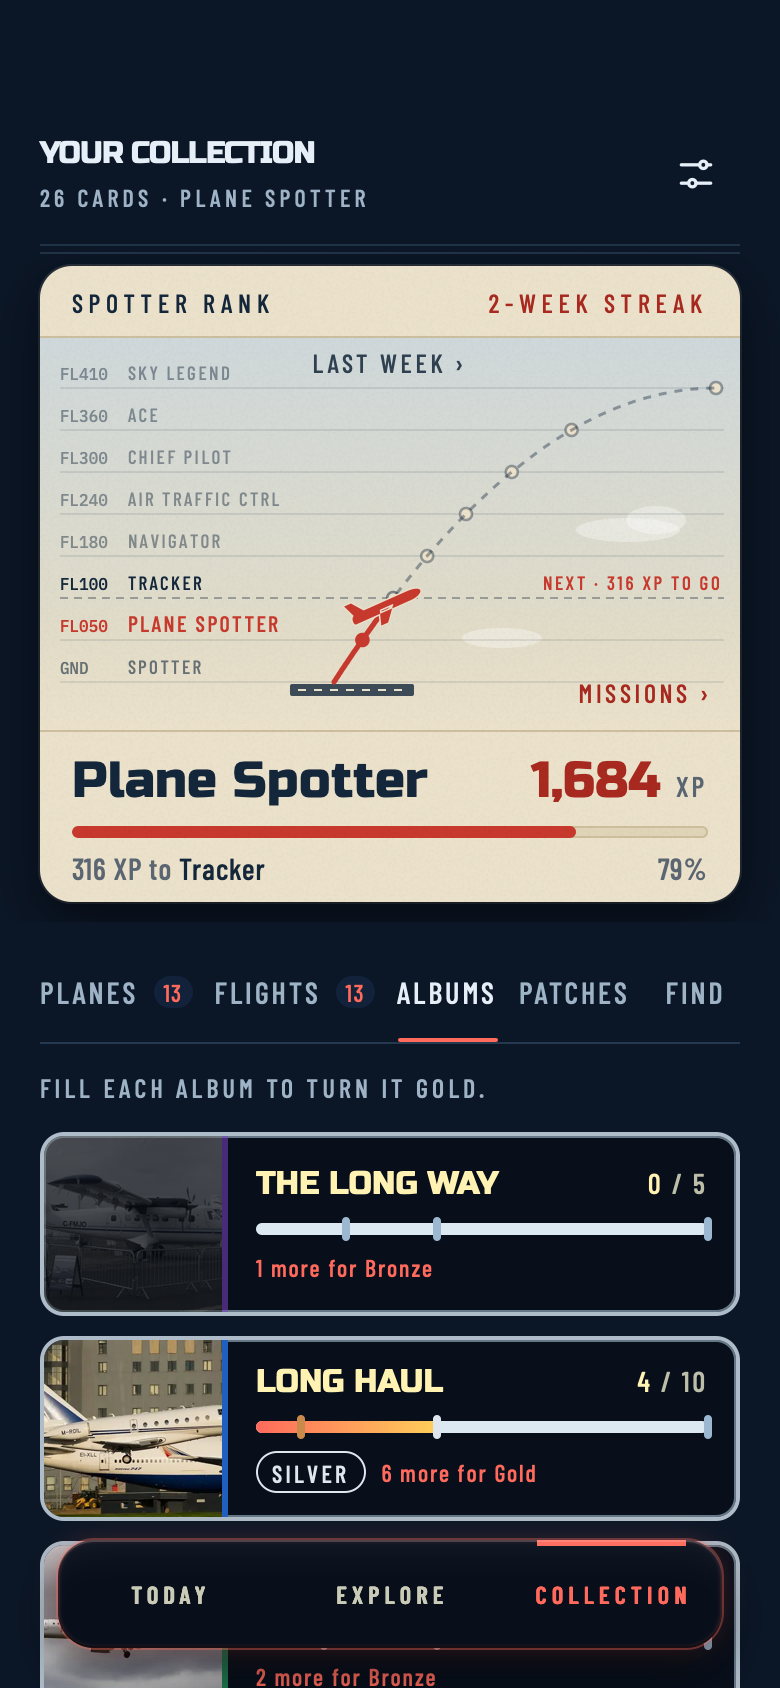 YOUR COLLECTION
26 CARDS · PLANE SPOTTER
SPOTTER RANK 2-WEEK STREAK
LAST WEEK ›
FL410 SKY LEGEND
FL360 ACE
FL300 CHIEF PILOT
FL240 AIR TRAFFIC CTRL
FL180 NAVIGATOR
FL100 TRACKER NEXT · 316 XP TO GO
FL050 PLANE SPOTTER
GND SPOTTER
MISSIONS ›
Plane Spotter 1,684 XP
316 XP to Tracker 79%
PLANES 13 FLIGHTS 13 ALBUMS PATCHES FIND
FILL EACH ALBUM TO TURN IT GOLD.
THE LONG WAY 0 / 5
1 more for Bronze
LONG HAUL 4 / 10
SILVER 6 more for Gold
TODAY EXPLORE COLLECTION
2 more for Bronze